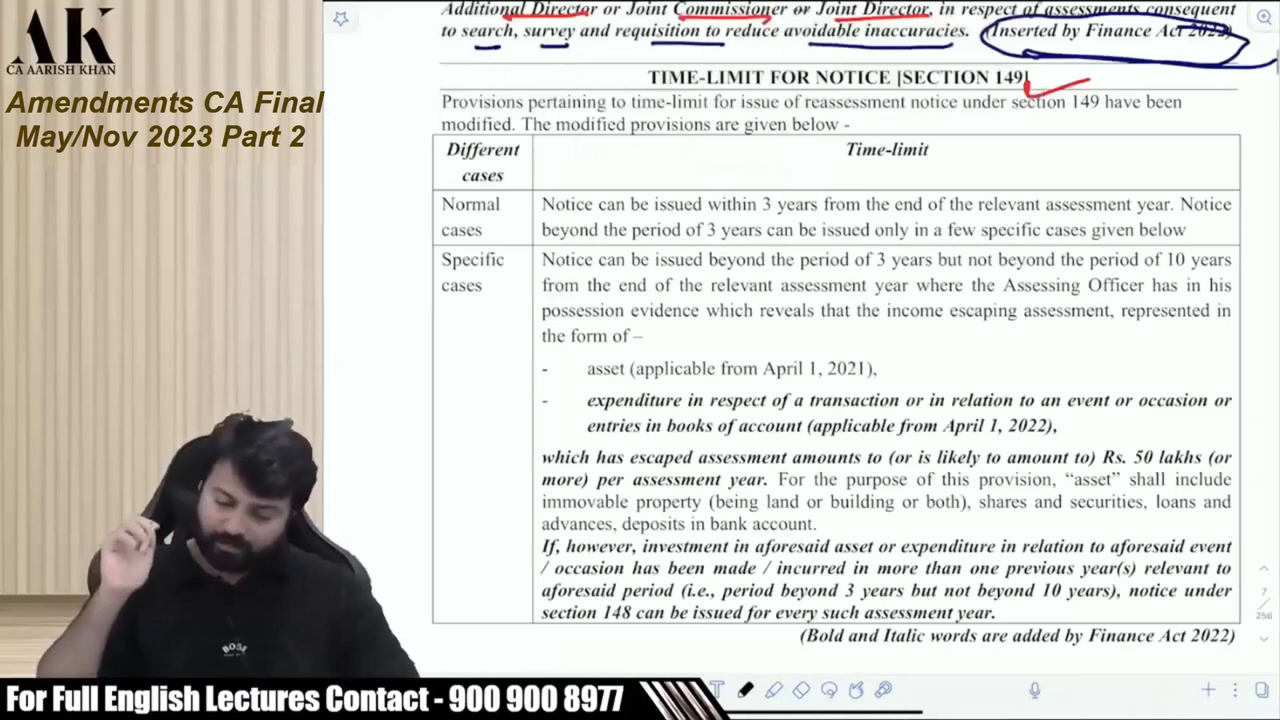 Additional Director or Joint Commissioner or Joint Director, in respect of assessments consequent
to search, survey and requisition to reduce avoidable inaccuracies. (Inserted by Finance Act 2022)
AK
CA AARISH KHAN
Amendments CA Final
May/Nov 2023 Part 2
TIME-LIMIT FOR NOTICE [SECTION 149]
Provisions pertaining to time-limit for issue of reassessment notice under section 149 have been
modified. The modified provisions are given below -
Different
cases
Time-limit
Normal
cases
Notice can be issued within 3 years from the end of the relevant assessment year. Notice
beyond the period of 3 years can be issued only in a few specific cases given below
Specific
cases
Notice can be issued beyond the period of 3 years but not beyond the period of 10 years
from the end of the relevant assessment year where the Assessing Officer has in his
possession evidence which reveals that the income escaping assessment, represented in
the form of –
- asset (applicable from April 1, 2021),
- expenditure in respect of a transaction or in relation to an event or occasion or
entries in books of account (applicable from April 1, 2022),
which has escaped assessment amounts to (or is likely to amount to) Rs. 50 lakhs (or
more) per assessment year. For the purpose of this provision, “asset” shall include
immovable property (being land or building or both), shares and securities, loans and
advances, deposits in bank account.
If, however, investment in aforesaid asset or expenditure in relation to aforesaid event
/ occasion has been made / incurred in more than one previous year(s) relevant to
aforesaid period (i.e., period beyond 3 years but not beyond 10 years), notice under
section 148 can be issued for every such assessment year.
(Bold and Italic words are added by Finance Act 2022)
7
/
256
BOSS
For Full English Lectures Contact - 900 900 8977